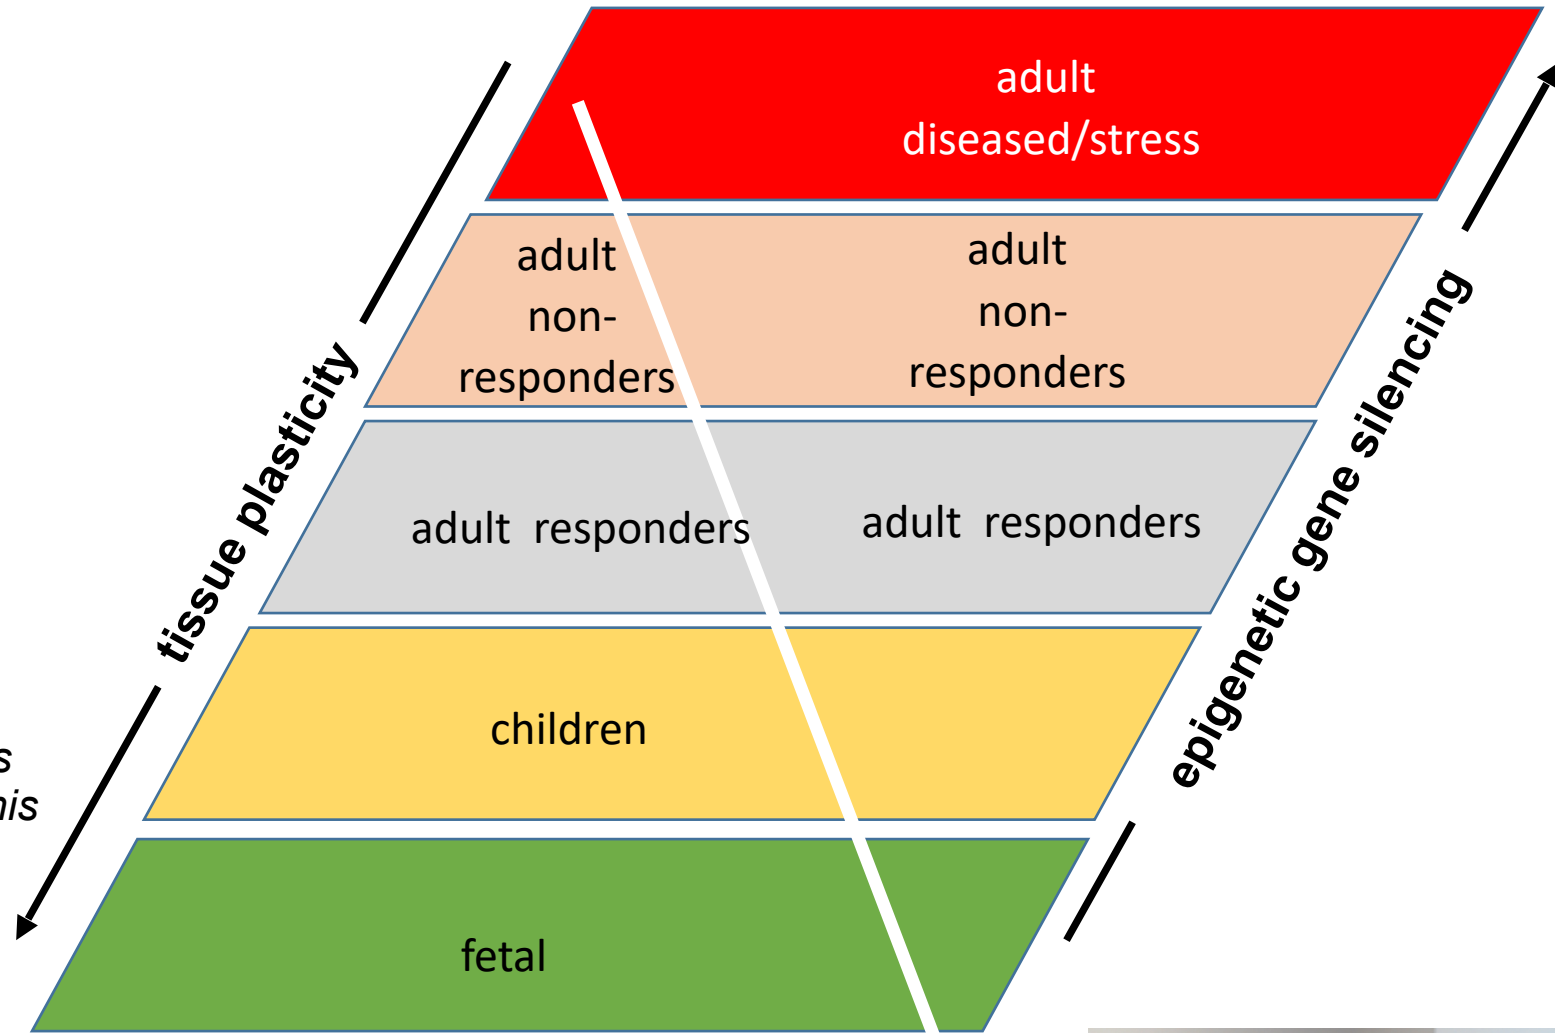 adult
diseased/stress
adult
non-
responders
adult
non-
responders
adult responders
adult responders
children
fetal
tissue plasticity
epigenetic gene silencing